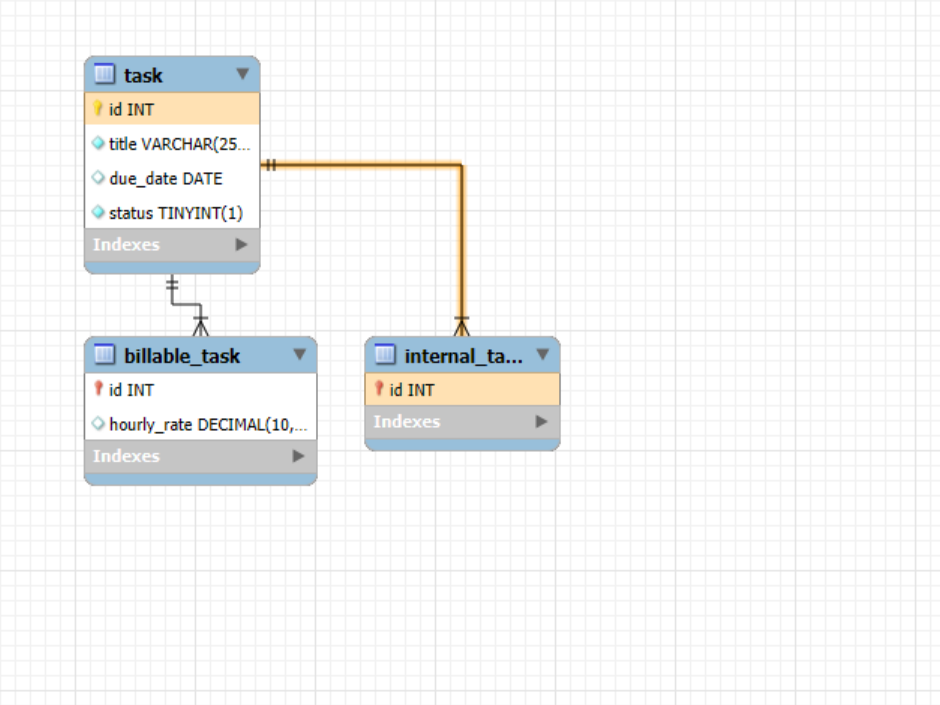 task
id INT
title VARCHAR(25...
due_date DATE
status TINYINT(1)
Indexes
billable_task
id INT
hourly_rate DECIMAL(10,...
Indexes
internal_ta...
id INT
Indexes